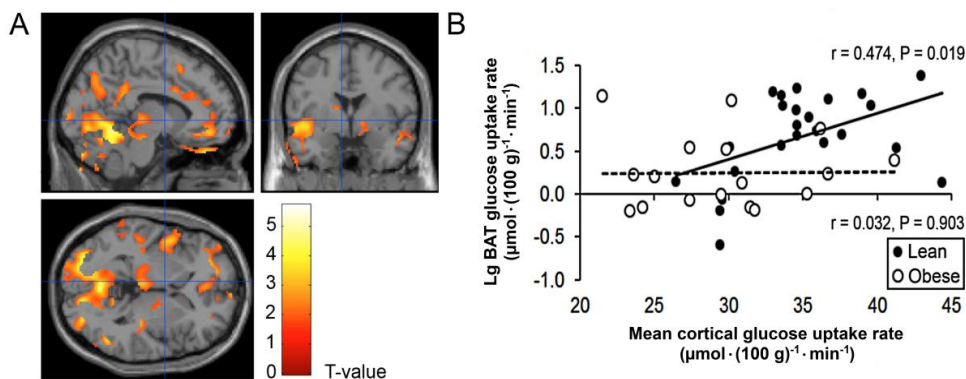 A
5
4
3
2
1
0
T-value
B
r = 0.474, P = 0.019
Lg BAT glucose uptake rate
(µmol· (100 g)-1 · min-1)
1.5
1.0
0.5
0.0
-0.5
-1.0
r = 0.032, P = 0.903
Lean
Obese
20 25 30 35 40 45
Mean cortical glucose uptake rate
(µmol · (100 g)-1 · min-1)